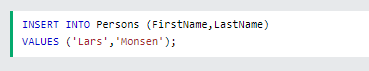 INSERT INTO Persons (FirstName,LastName)
VALUES ('Lars','Monsen');